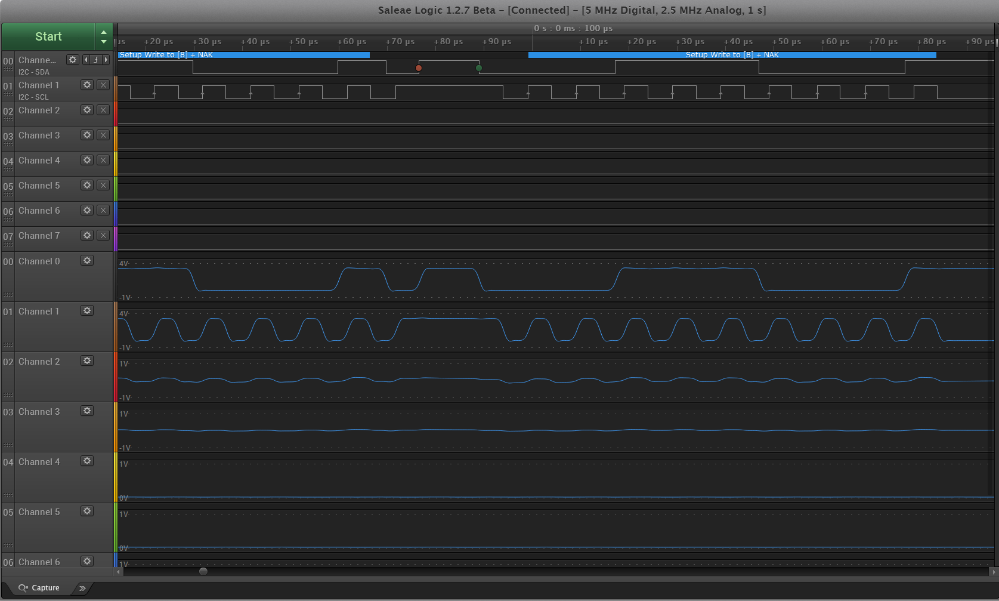 Saleae Logic 1.2.7 Beta - [Connected] - [5 MHz Digital, 2.5 MHz Analog, 1 s]
Start
0 s : 0 ms : 100 µs
µs +20 µs +30 µs +40 µs +50 µs +60 µs +70 µs +80 µs +90 µs +10 µs +20 µs +30 µs +40 µs +50 µs +60 µs +70 µs +80 µs +90 µs
Setup Write to [8] + NAK Setup Write to [8] + NAK
00 Channe...
I2C - SDA
01 Channel 1
I2C - SCL
02 Channel 2
03 Channel 3
04 Channel 4
05 Channel 5
06 Channel 6
07 Channel 7
00 Channel 0 4V
-1V
01 Channel 1 4V
-1V
02 Channel 2 1V
-1V
03 Channel 3 1V
-1V
04 Channel 4 1V
0V
05 Channel 5 1V
0V
06 Channel 6 1V
Capture